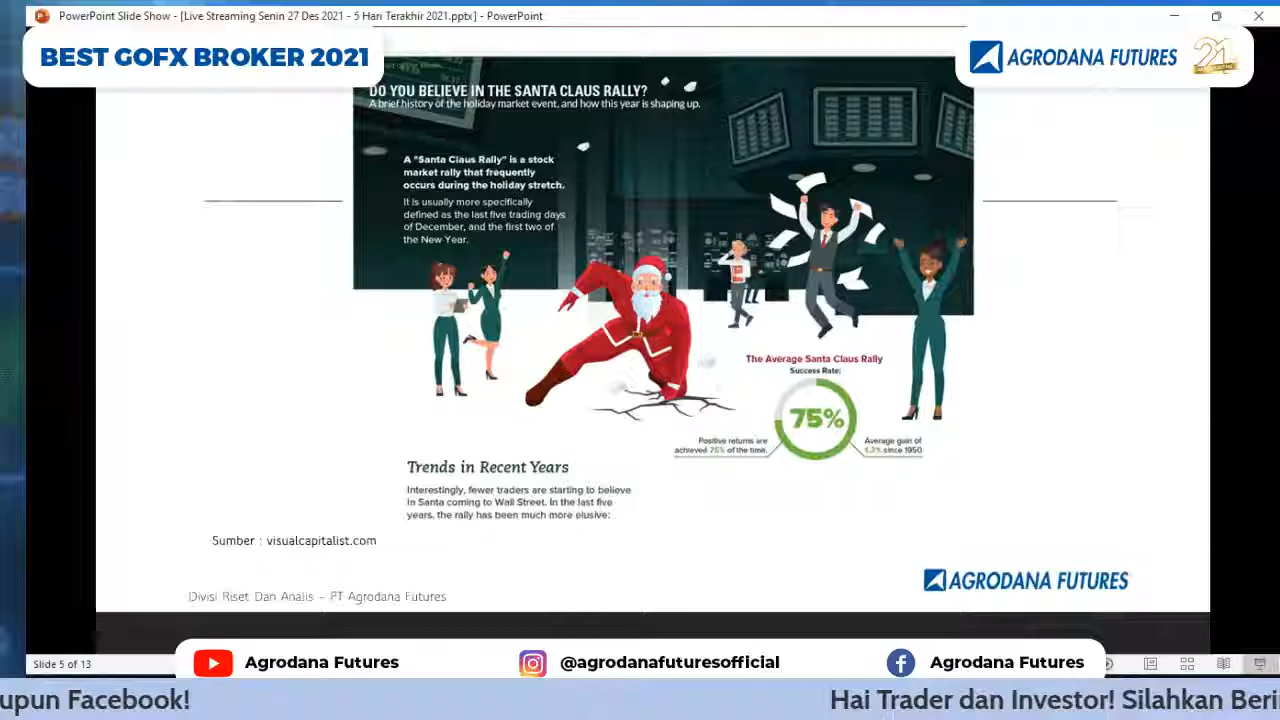 PowerPoint Slide Show - [Live Streaming Senin 27 Des 2021 - 5 Hari Terakhir 2021.pptx] - PowerPoint
BEST GOFX BROKER 2021
AGRODANA FUTURES
21
DO YOU BELIEVE IN THE SANTA CLAUS RALLY?
A brief history of the holiday market event, and how this year is shaping up.
A "Santa Claus Rally" is a stock
market rally that frequently
occurs during the holiday stretch.
It is usually more specifically
defined as the last five trading days
of December, and the first two of
the New Year.
The Average Santa Claus Rally
Success Rate:
75%
Positive returns are
achieved 75% of the time.
Average gain of
1.3% since 1950
Trends in Recent Years
Interestingly, fewer traders are starting to believe
in Santa coming to Wall Street. In the last five
years, the rally has been much more elusive:
Sumber : visualcapitalist.com
AGRODANA FUTURES
Divisi Riset Dan Analis - PT Agrodana Futures
Slide 5 of 13
Agrodana Futures
@agrodanafuturesofficial
Agrodana Futures
upun Facebook!
Hai Trader dan Investor! Silahkan Beri